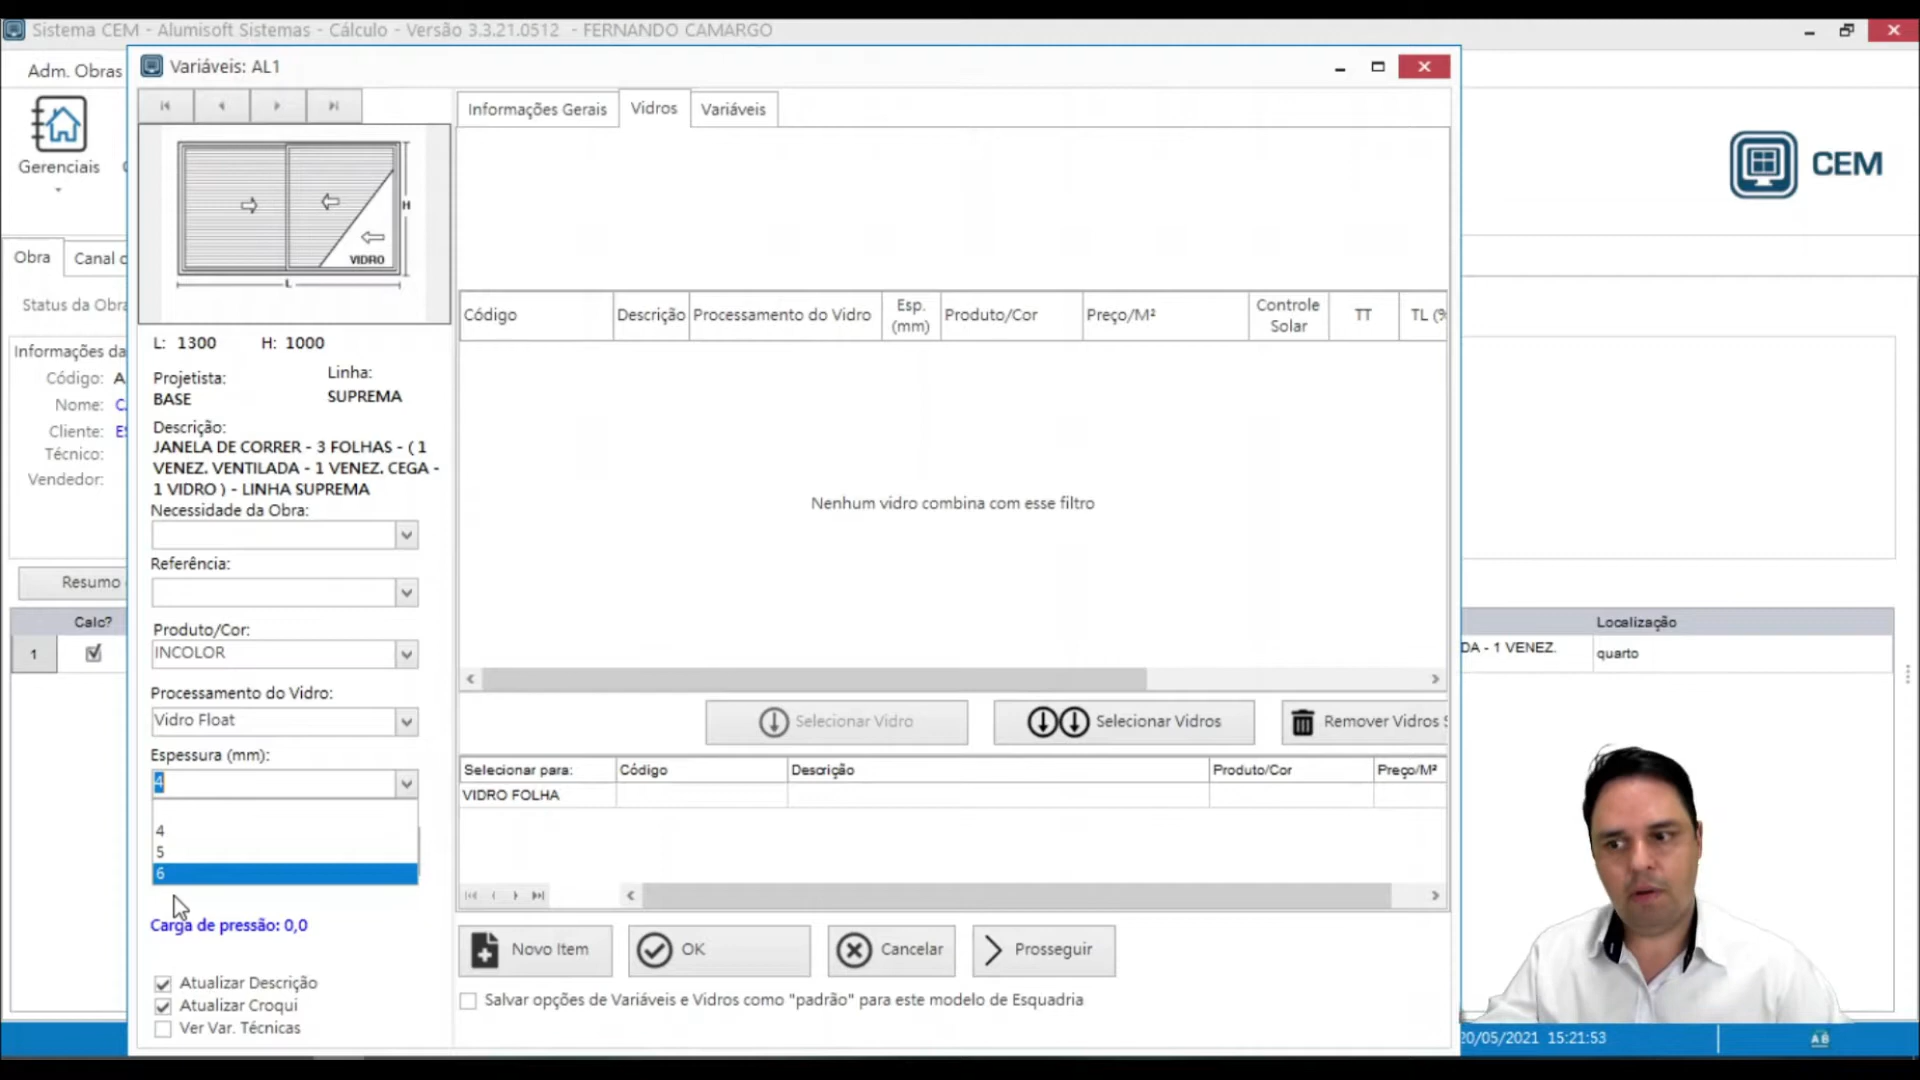 Sistema CEM - Alumisoft Sistemas - Cálculo - Versão 3.3.21.0512 - FERNANDO CAMARGO
Adm. Obras
Gerenciais
CEM
Obra
Canal
Status da Obra
Informações da
Código: A
Nome: C
Cliente: E
Técnico:
Vendedor:
Resumo
Calc?
1
Variáveis: AL1
VIDRO
H
L
L: 1300 H: 1000
Projetista:
BASE
Linha:
SUPREMA
Descrição:
JANELA DE CORRER - 3 FOLHAS - ( 1
VENEZ. VENTILADA - 1 VENEZ. CEGA -
1 VIDRO ) - LINHA SUPREMA
Necessidade da Obra:
Referência:
Produto/Cor:
INCOLOR
Processamento do Vidro:
Vidro Float
Espessura (mm):
4
4
5
6
Carga de pressão: 0,0
Atualizar Descrição
Atualizar Croqui
Ver Var. Técnicas
Informações Gerais
Vidros
Variáveis
Código
Descrição
Processamento do Vidro
Esp.
(mm)
Produto/Cor
Preço/M²
Controle
Solar
TT
TL (%
Nenhum vidro combina com esse filtro
Selecionar Vidro
Selecionar Vidros
Remover Vidros S
Selecionar para:
Código
Descrição
Produto/Cor
Preço/M²
VIDRO FOLHA
Novo Item
OK
Cancelar
Prosseguir
Salvar opções de Variáveis e Vidros como "padrão" para este modelo de Esquadria
Localização
DA - 1 VENEZ.
quarto
20/05/2021 15:21:53
AB